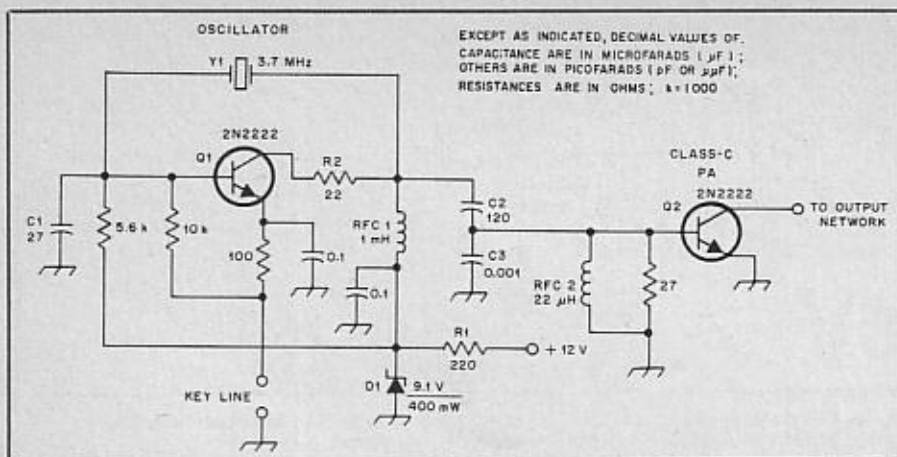 OSCILLATOR
EXCEPT AS INDICATED, DECIMAL VALUES OF
CAPACITANCE ARE IN MICROFARADS (µF);
OTHERS ARE IN PICOFARADS (pF OR µµF);
RESISTANCES ARE IN OHMS; k=1000
Y1
3.7 MHz
2N2222
Q1
R2
22
CLASS-C
PA
2N2222
Q2
TO OUTPUT
NETWORK
C1
27
5.6 k
10k
100
0.1
RFC 1
1 mH
0.1
C2
120
C3
0.001
RFC 2
22 µH
27
R1
220
+12 V
KEY LINE
D1
9.1 V
400 mW